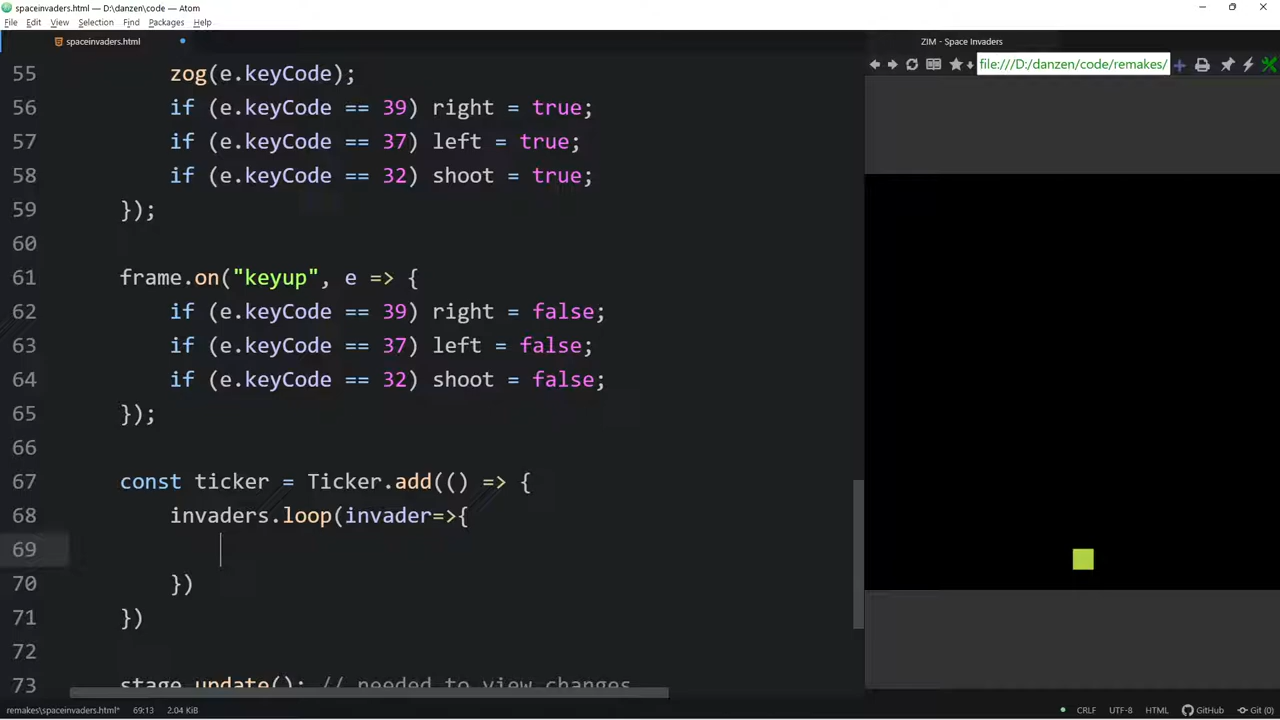 spaceinvaders.html — D:\danzen\code — Atom
File Edit View Selection Find Packages Help
spaceinvaders.html
ZIM - Space Invaders
file:///D:/danzen/code/remakes/
55 zog(e.keyCode);
56 if (e.keyCode == 39) right = true;
57 if (e.keyCode == 37) left = true;
58 if (e.keyCode == 32) shoot = true;
59 });
60
61 frame.on("keyup", e => {
62 if (e.keyCode == 39) right = false;
63 if (e.keyCode == 37) left = false;
64 if (e.keyCode == 32) shoot = false;
65 });
66
67 const ticker = Ticker.add(() => {
68 invaders.loop(invader=>{
69
70 })
71 })
72
73 stage.update(); // needed to view changes
remakes\spaceinvaders.html* 69:13 2.04 KiB CRLF UTF-8 HTML GitHub Git (0)